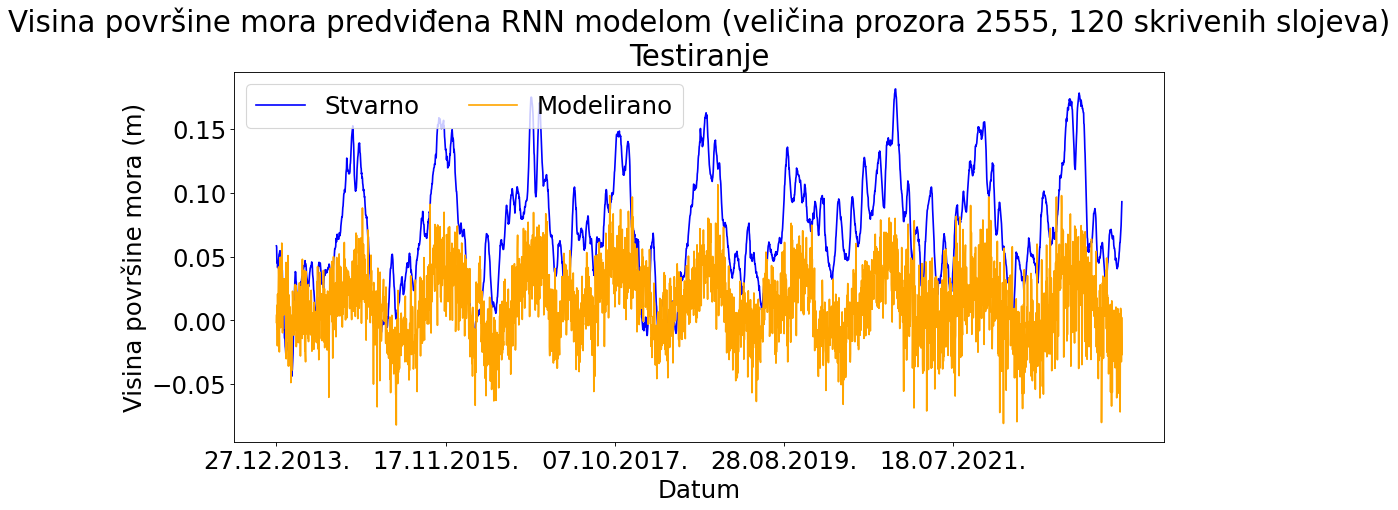 Visina površine mora predviđena RNN modelom (veličina prozora 2555, 120 skrivenih slojeva)
Testiranje
Stvarno Modelirano
Visina površine mora (m)
0.15
0.10
0.05
0.00
−0.05
27.12.2013. 17.11.2015. 07.10.2017. 28.08.2019. 18.07.2021.
Datum